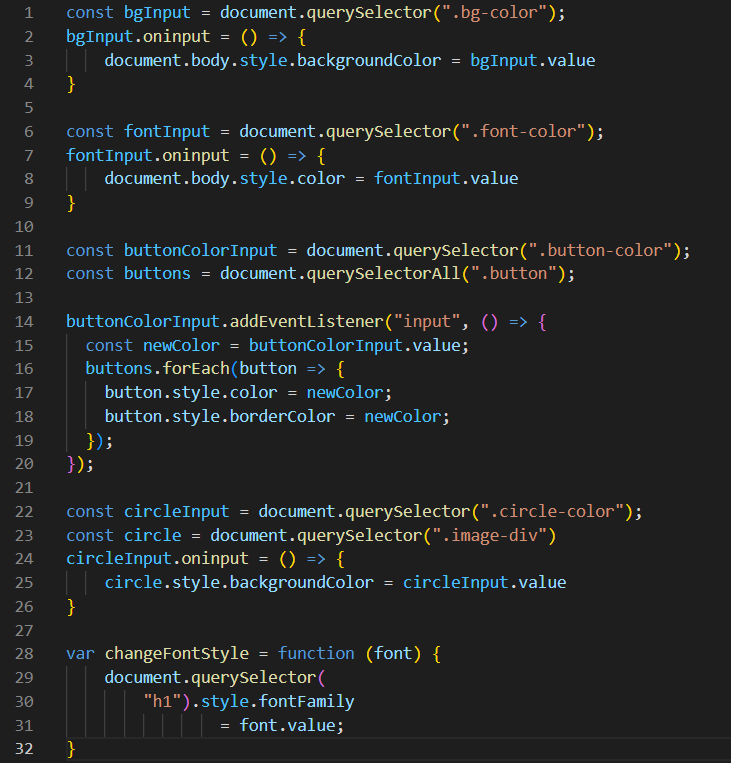 1 const bgInput = document.querySelector(".bg-color");
2 bgInput.oninput = () => {
3     document.body.style.backgroundColor = bgInput.value
4 }
5
6 const fontInput = document.querySelector(".font-color");
7 fontInput.oninput = () => {
8     document.body.style.color = fontInput.value
9 }
10
11 const buttonColorInput = document.querySelector(".button-color");
12 const buttons = document.querySelectorAll(".button");
13
14 buttonColorInput.addEventListener("input", () => {
15   const newColor = buttonColorInput.value;
16   buttons.forEach(button => {
17     button.style.color = newColor;
18     button.style.borderColor = newColor;
19   });
20 });
21
22 const circleInput = document.querySelector(".circle-color");
23 const circle = document.querySelector(".image-div")
24 circleInput.oninput = () => {
25     circle.style.backgroundColor = circleInput.value
26 }
27
28 var changeFontStyle = function (font) {
29     document.querySelector(
30         "h1").style.fontFamily
31                 = font.value;
32 }